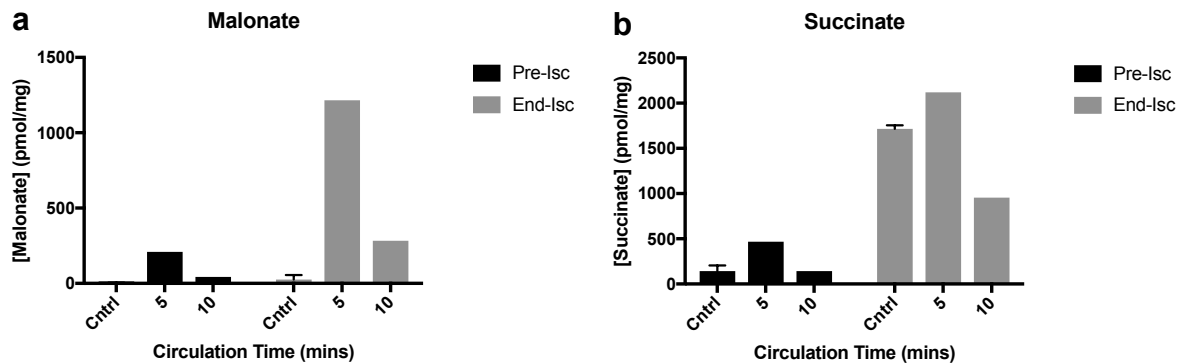 a
Malonate
[Malonate] (pmol/mg)
1500
1000
500
0
Cntrl
5
10
Cntrl
5
10
Circulation Time (mins)
Pre-Isc
End-Isc
b
Succinate
[Succinate] (pmol/mg)
2500
2000
1500
1000
500
0
Cntrl
5
10
Cntrl
5
10
Circulation Time (mins)
Pre-Isc
End-Isc